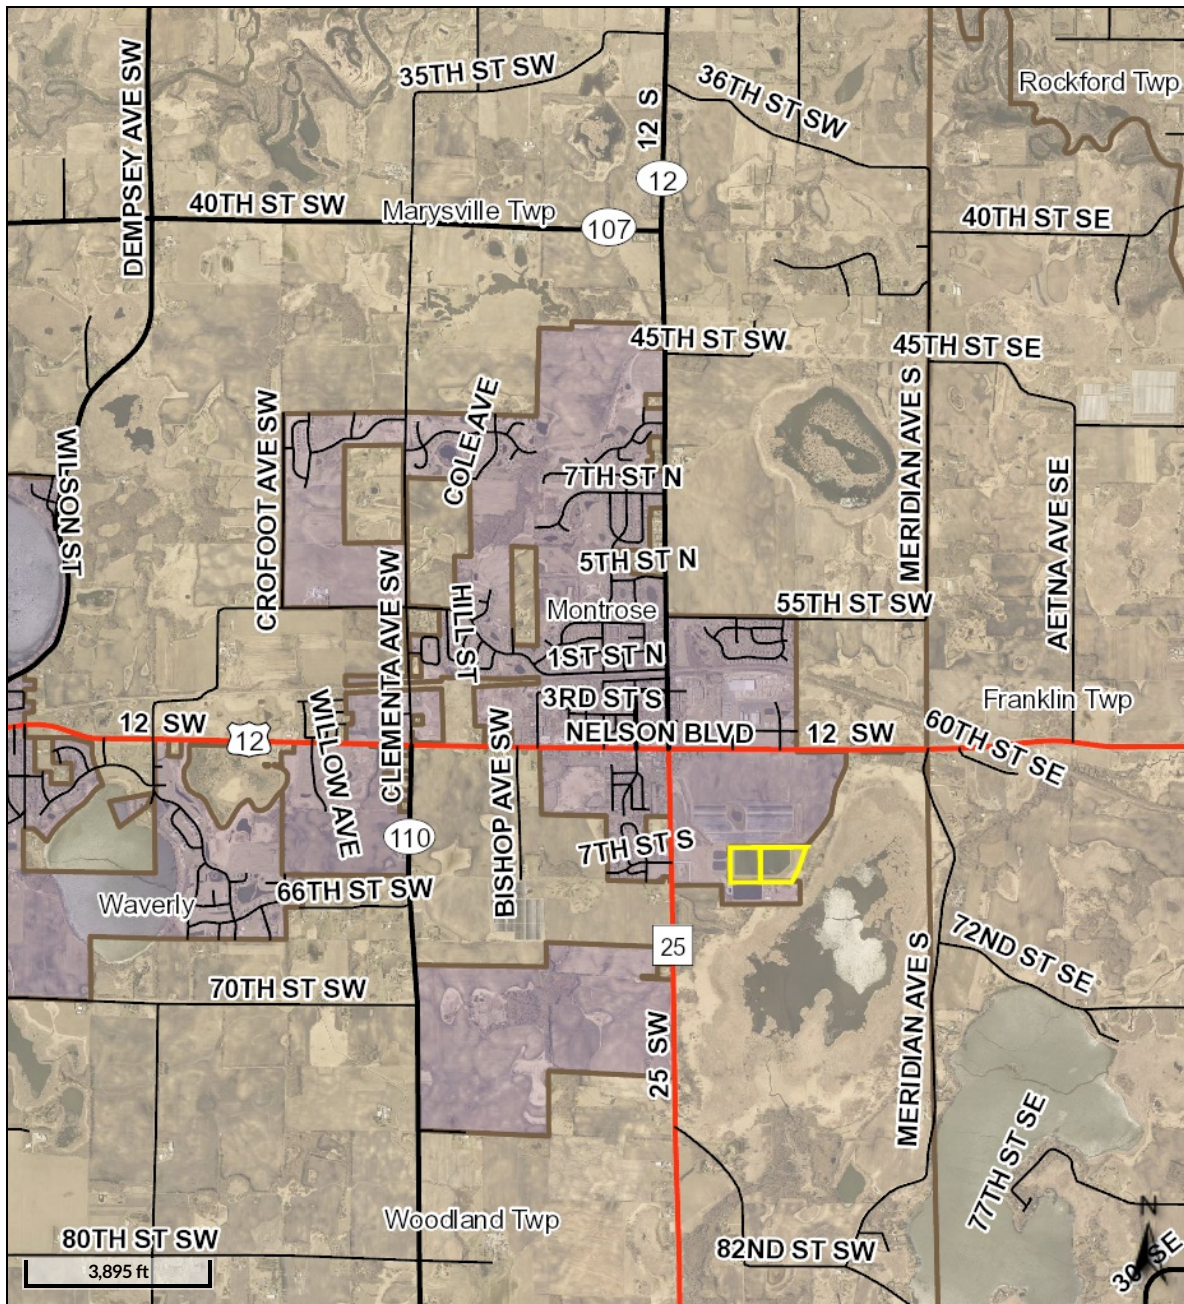 35TH ST SW
36TH ST SW
Rockford Twp
DEMPSEY AVE SW
12 S
12
40TH ST SW
Marysville Twp
107
40TH ST SE
45TH ST SW
45TH ST SE
MERIDIAN AVE S
COLE AVE
CROFOOT AVE SW
WILSON ST
7TH ST N
AETNA AVE SE
5TH ST N
CLEMENTA AVE SW
HILL ST
Montrose
55TH ST SW
1ST ST N
3RD ST S
Franklin Twp
WILLOW AVE
12 SW
12
NELSON BLVD
12 SW
60TH ST SE
BISHOP AVE SW
110
7TH ST S
66TH ST SW
Waverly
25
MERIDIAN AVE S
72ND ST SE
70TH ST SW
25 SW
77TH ST SE
Woodland Twp
80TH ST SW
82ND ST SW
N
30 SE
3,895 ft